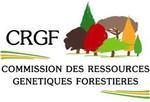 CRGF
COMMISSION DES RESSOURCES
GENETIQUES FORESTIERES